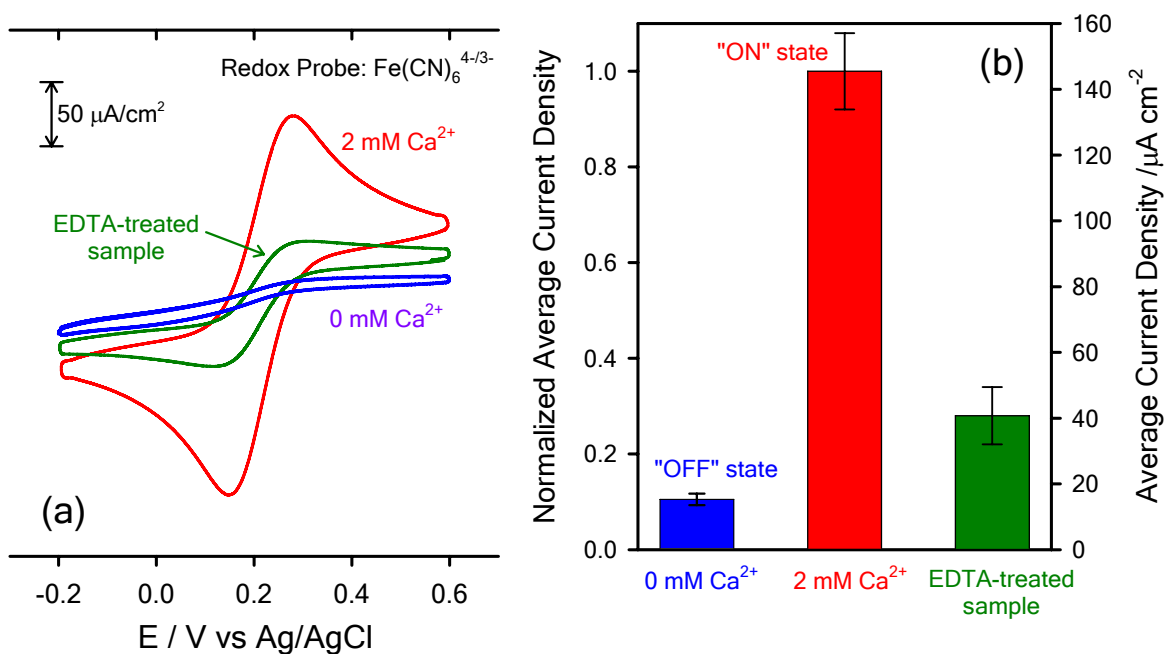 Redox Probe: Fe(CN)₆⁴⁻/³⁻
50 μA/cm²
2 mM Ca²⁺
EDTA-treated
sample
0 mM Ca²⁺
(a)
-0.2 0.0 0.2 0.4 0.6
E / V vs Ag/AgCl
Normalized Average Current Density
1.0
0.8
0.6
0.4
0.2
0.0
"ON" state
(b)
"OFF" state
0 mM Ca²⁺
2 mM Ca²⁺
EDTA-treated
sample
160
140
120
100
80
60
40
20
0
Average Current Density /μA cm⁻²